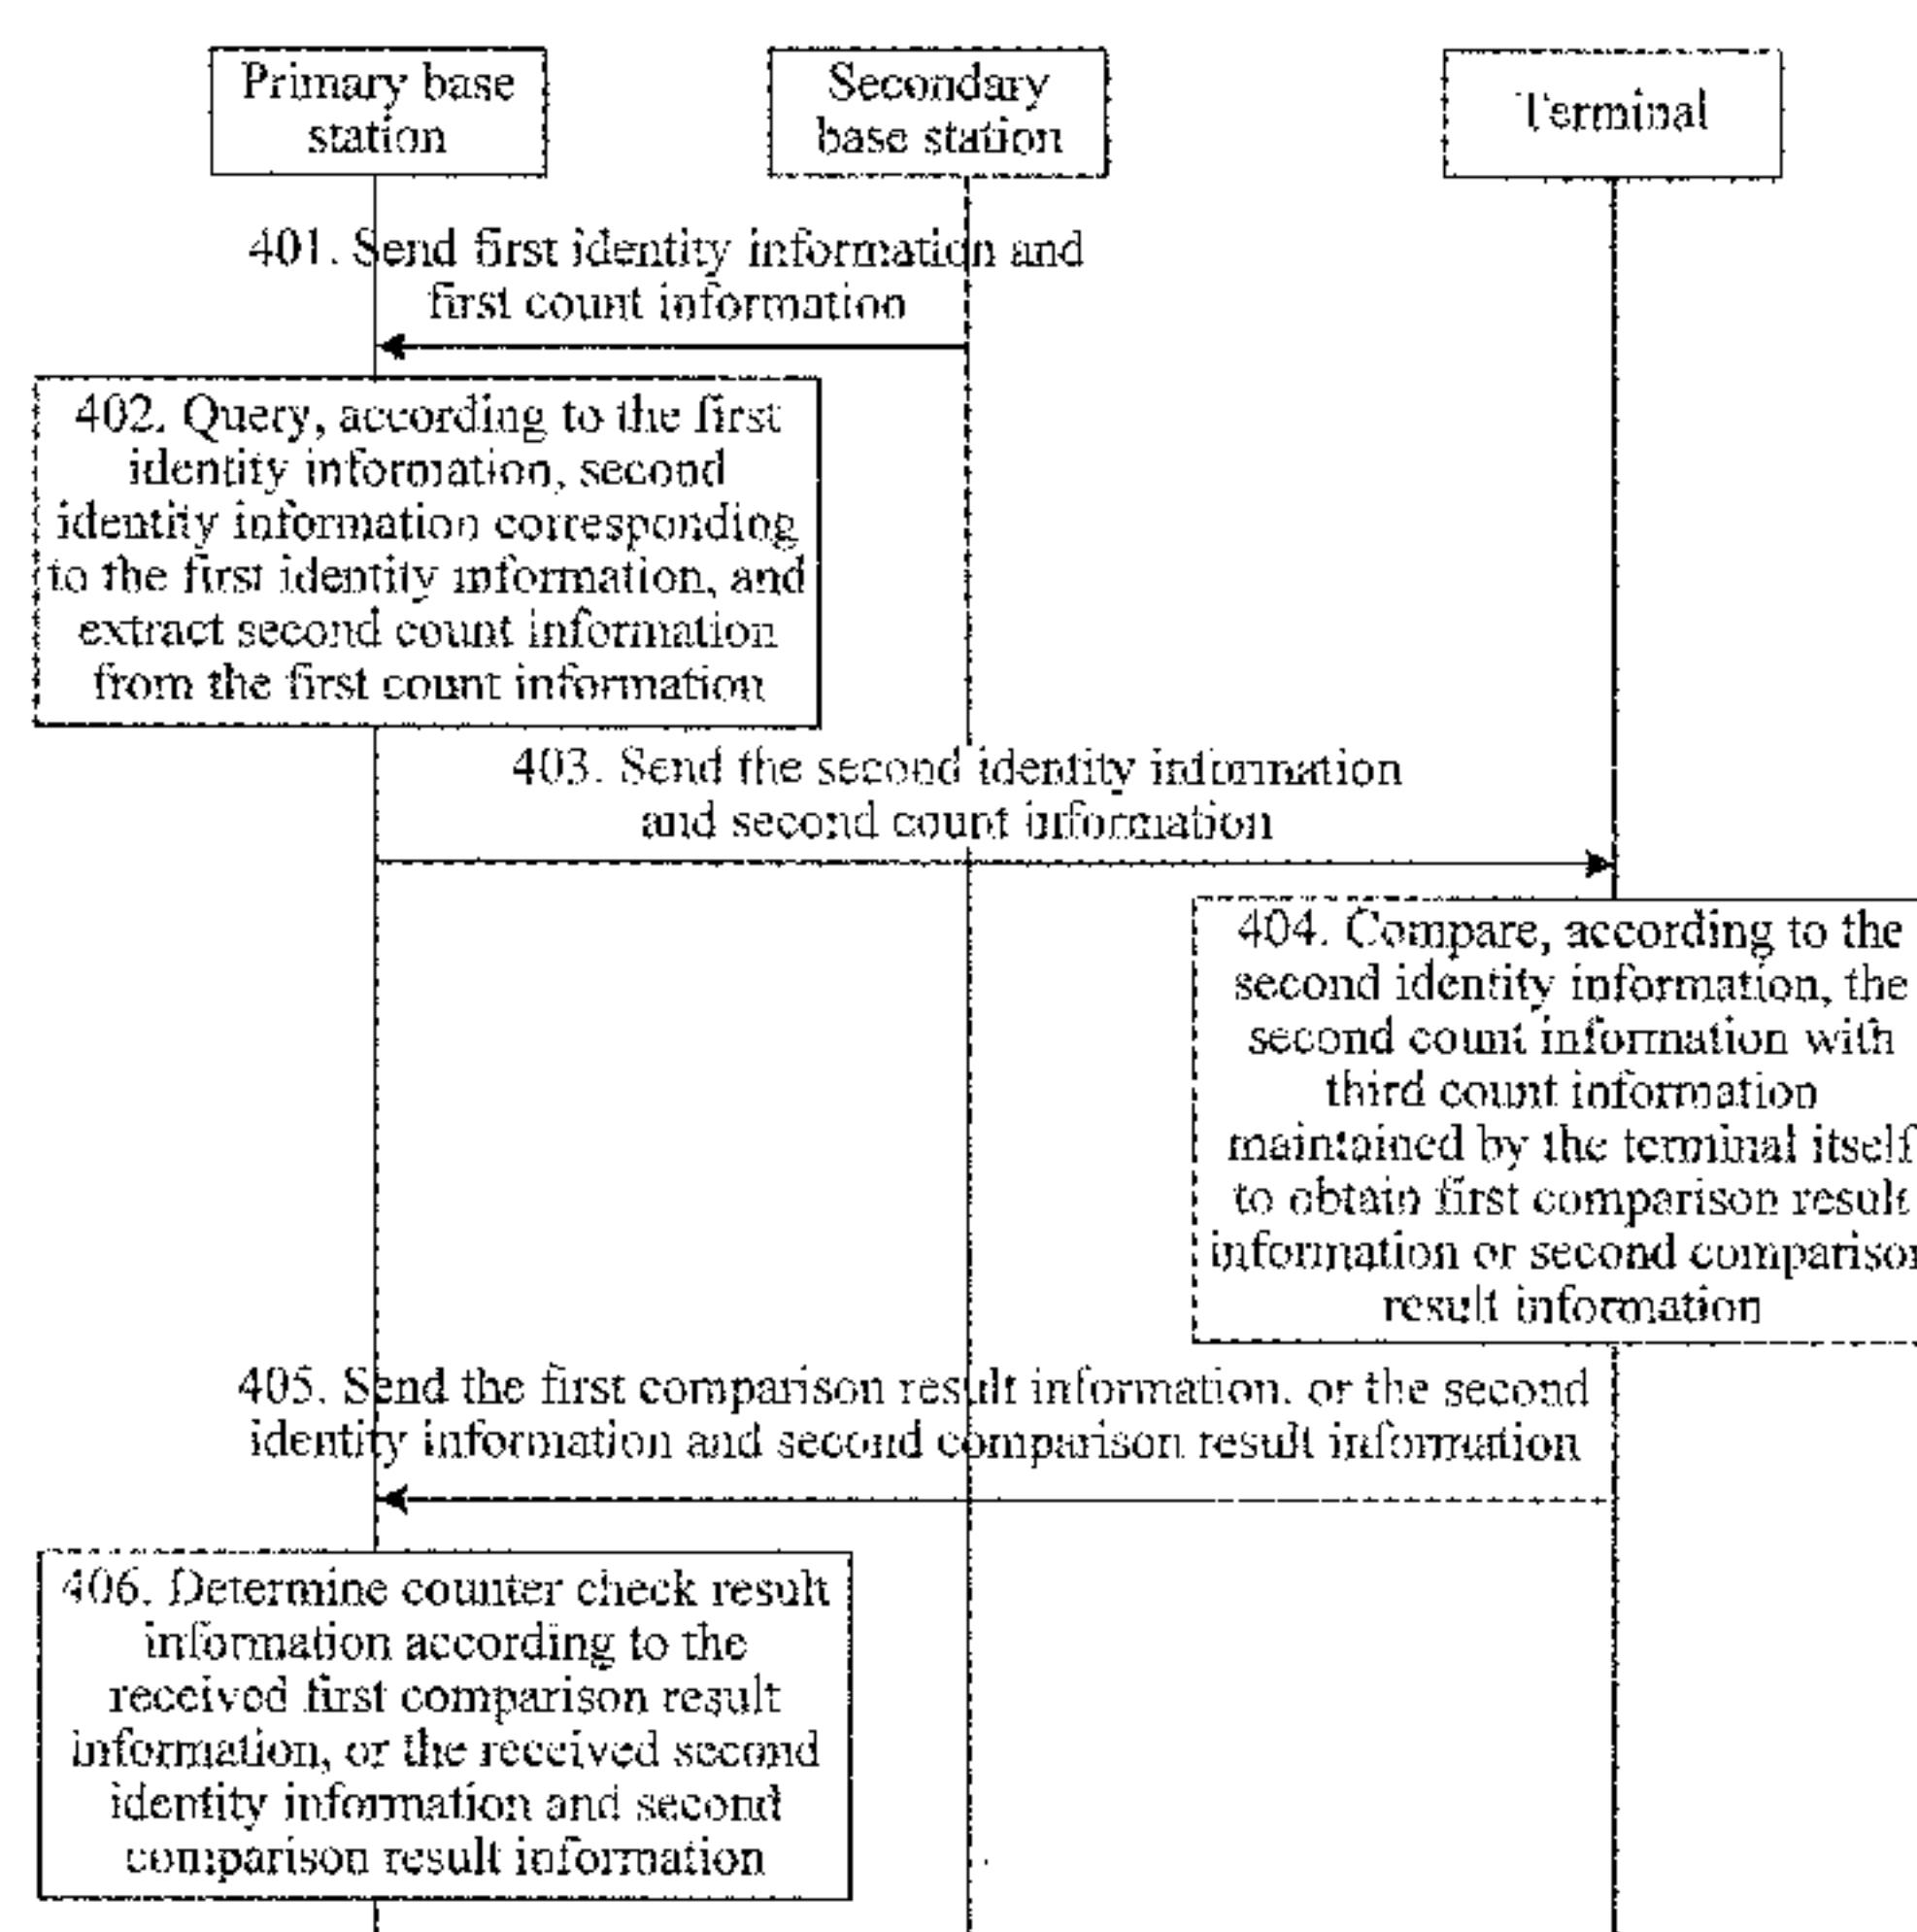 Primary base
station
Secondary
base station
Terminal
401. Send first identity information and
first count information
402. Query, according to the first
identity information, second
identity information corresponding
to the first identity information, and
extract second count information
from the first count information
403. Send the second identity information
and second count information
404. Compare, according to the
second identity information, the
second count information with
third count information
maintained by the terminal itself
to obtain first comparison result
information or second comparison
result information
405. Send the first comparison result information, or the second
identity information and second comparison result information
406. Determine counter check result
information according to the
received first comparison result
information, or the received second
identity information and second
comparison result information